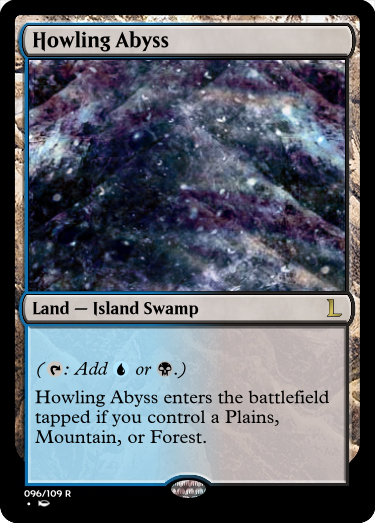 Howling Abyss
Land — Island Swamp
L
( : Add or .)
Howling Abyss enters the battlefield
tapped if you control a Plains,
Mountain, or Forest.
096/109 R